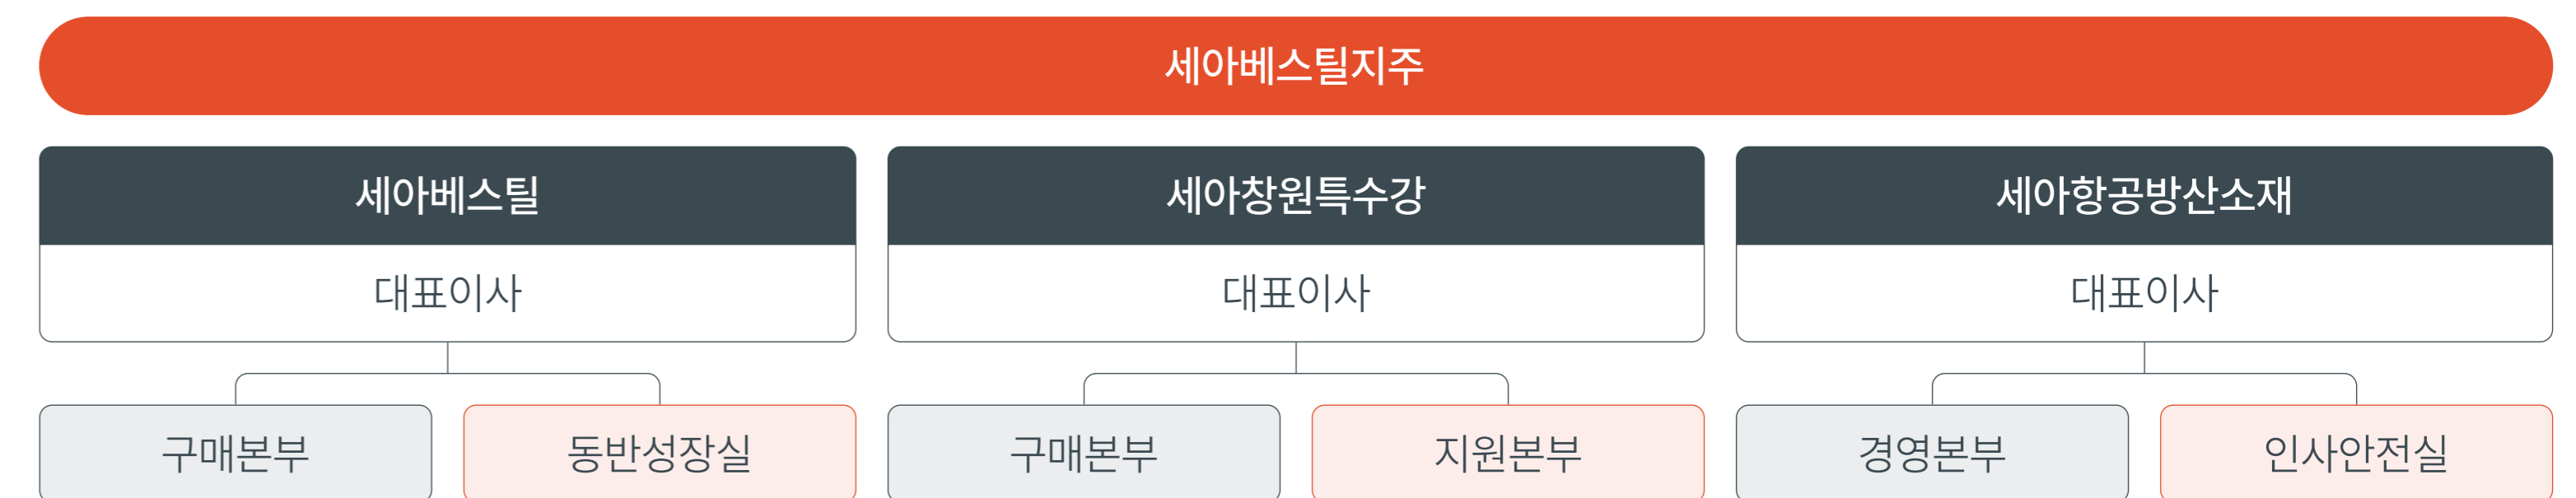 세아베스틸지주
세아베스틸 세아창원특수강 세아항공방산소재
대표이사 대표이사 대표이사
구매본부 동반성장실 구매본부 지원본부 경영본부 인사안전실